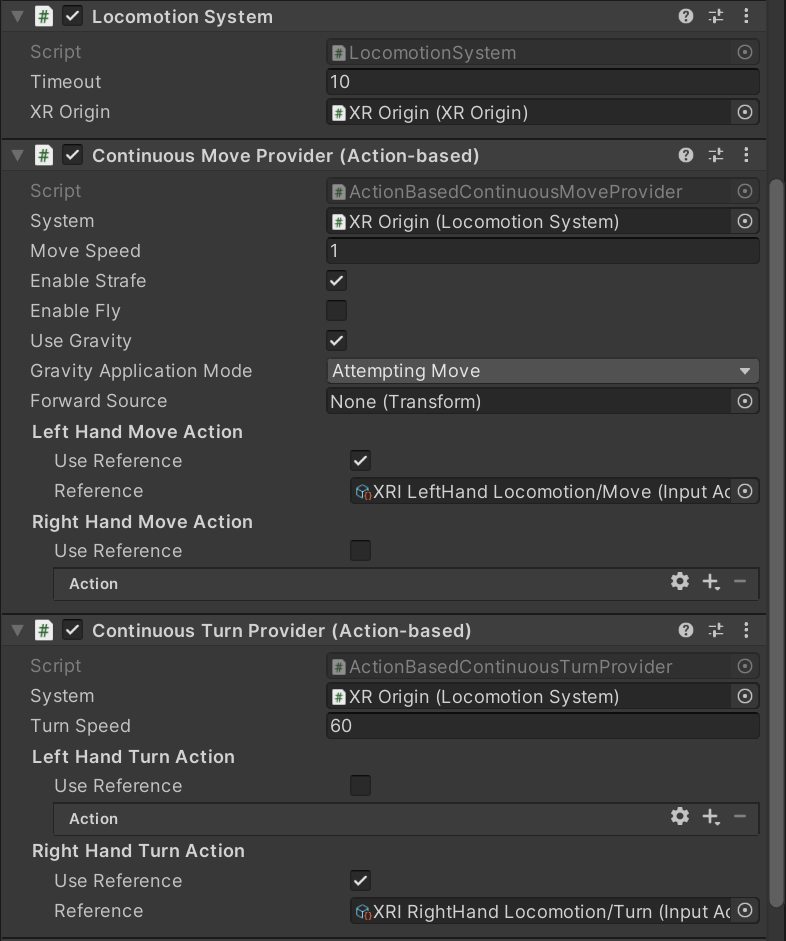 Locomotion System
Script LocomotionSystem
Timeout 10
XR Origin XR Origin (XR Origin)
Continuous Move Provider (Action-based)
Script ActionBasedContinuousMoveProvider
System XR Origin (Locomotion System)
Move Speed 1
Enable Strafe
Enable Fly
Use Gravity
Gravity Application Mode Attempting Move
Forward Source None (Transform)
Left Hand Move Action
Use Reference
Reference XRI LeftHand Locomotion/Move (Input Ac
Right Hand Move Action
Use Reference
Action
Continuous Turn Provider (Action-based)
Script ActionBasedContinuousTurnProvider
System XR Origin (Locomotion System)
Turn Speed 60
Left Hand Turn Action
Use Reference
Action
Right Hand Turn Action
Use Reference
Reference XRI RightHand Locomotion/Turn (Input Ac